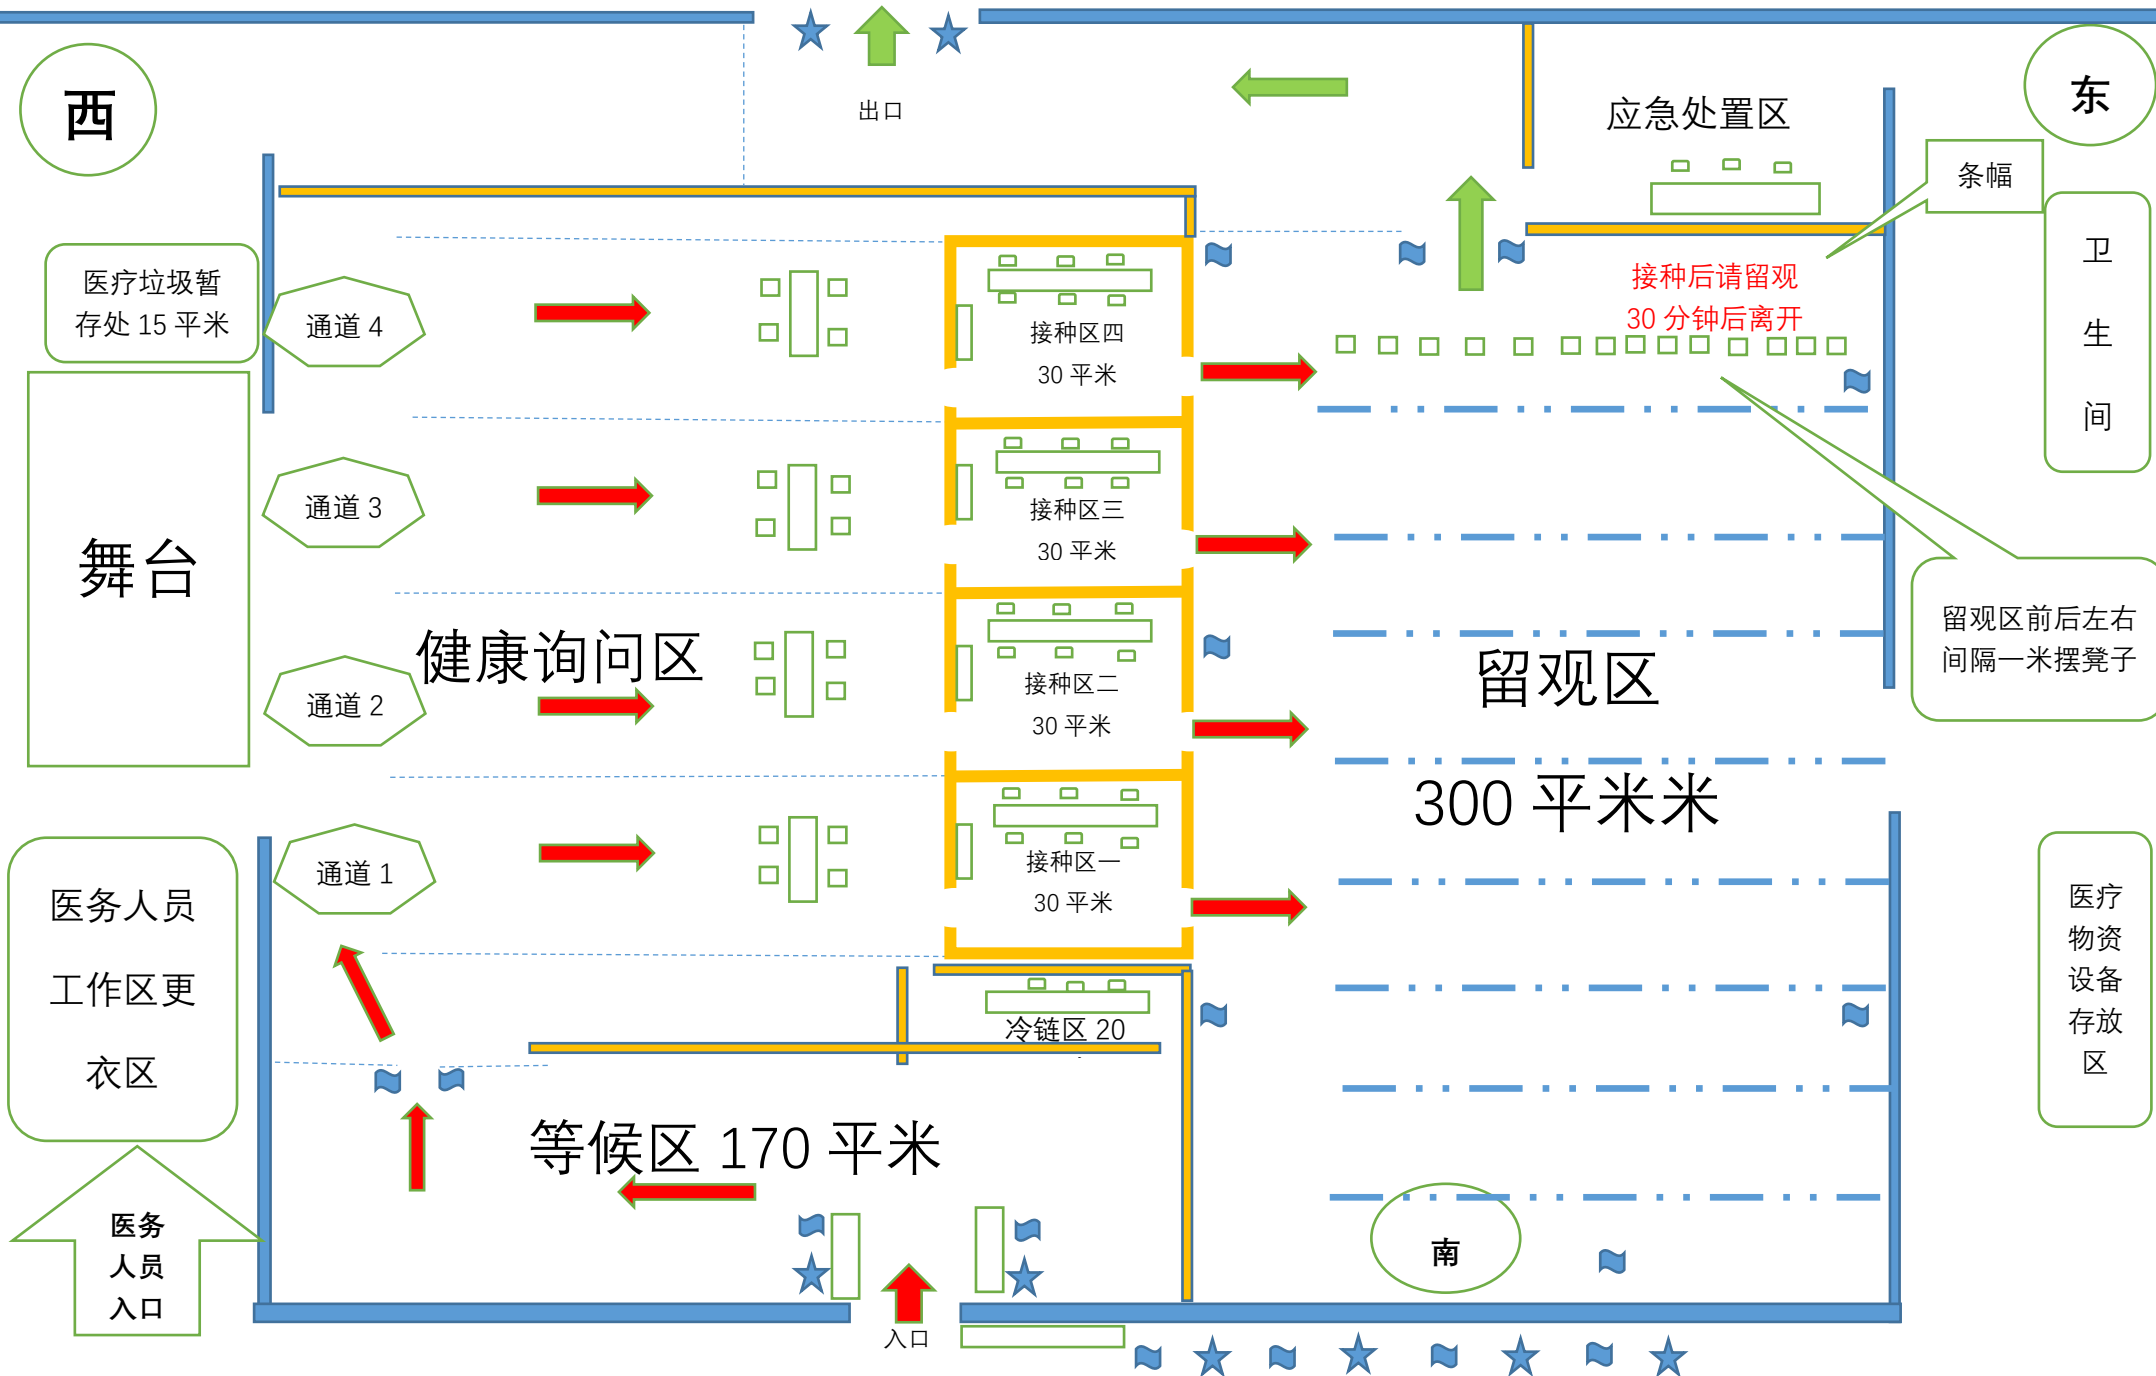 西
出口
应急处置区
东
条幅
卫
生
间
医疗垃圾暂
存处 15 平米
通道 4
接种区四
30 平米
接种后请留观
30 分钟后离开
舞台
通道 3
接种区三
30 平米
健康询问区
通道 2
接种区二
30 平米
留观区
300 平米米
留观区前后左右
间隔一米摆凳子
通道 1
接种区一
30 平米
医务人员
工作区更
衣区
冷链区 20
医疗
物资
设备
存放
区
等候区 170 平米
医务
人员
入口
入口
南